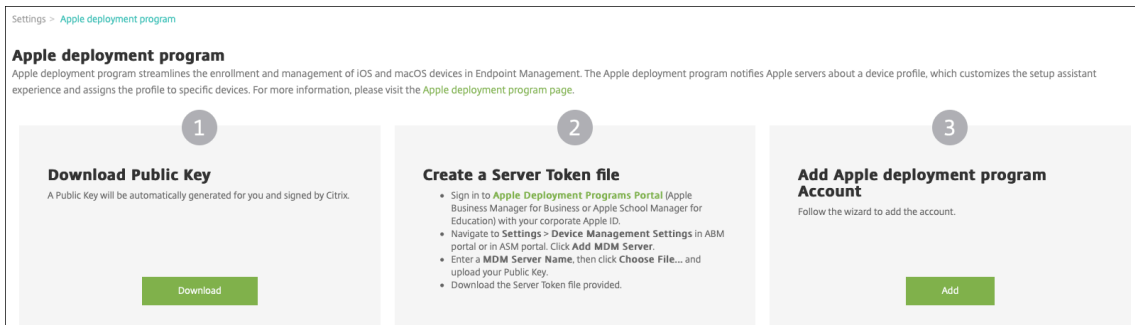 Settings > Apple deployment program
Apple deployment program
Apple deployment program streamlines the enrollment and management of iOS and macOS devices in Endpoint Management. The Apple deployment program notifies Apple servers about a device profile, which customizes the setup assistant
experience and assigns the profile to specific devices. For more information, please visit the Apple deployment program page.
1
Download Public Key
A Public Key will be automatically generated for you and signed by Citrix.
Download
2
Create a Server Token file
• Sign in to Apple Deployment Programs Portal (Apple
Business Manager for Business or Apple School Manager for
Education) with your corporate Apple ID.
• Navigate to Settings > Device Management Settings in ABM
portal or in ASM portal. Click Add MDM Server.
• Enter a MDM Server Name, then click Choose File... and
upload your Public Key.
• Download the Server Token file provided.
3
Add Apple deployment program
Account
Follow the wizard to add the account.
Add